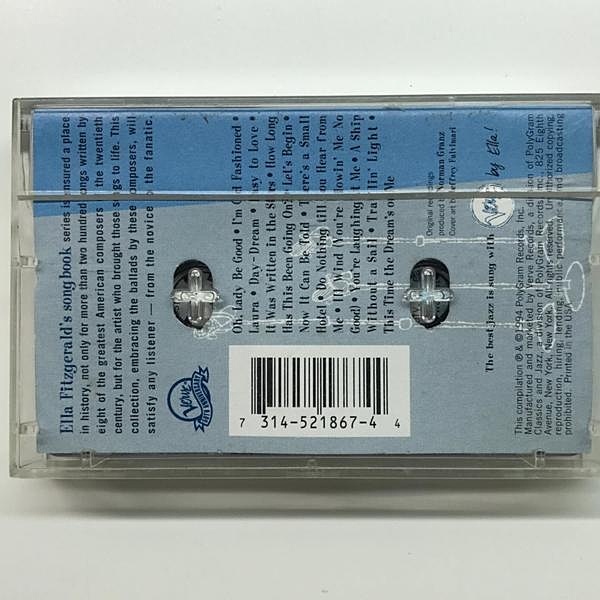 Ella Fitzgerald's songbook series is ensured a place
in history, not only for more than two hundred songs written by
eight of the greatest American composers of the twentieth
century, but for the artist who brought those songs to life. This
collection, embracing the ballads by these composers, will
satisfy any listener — from the novice to the fanatic.
Oh, Lady Be Good • I'm Old Fashioned •
Laura • Day-Dream • Easy to Love •
It Was Written in the Stars • How Long
Has This Been Going On? • Let's Begin •
Now It Can Be Told • There's a Small
Hotel • Do Nothing till You Hear from
Me • Ill Wind (You're Blowin' Me No
Good) • You're Laughing at Me • A Ship
Without a Sail • Trav'lin' Light •
This Time the Dream's on Me
Original recordings
produced by Norman Granz
Cover art by Jeffrey Fulvimari
The best jazz is sung with Verve by Ella!
This compilation ℗ & © 1994 PolyGram Records, Inc.
Manufactured and marketed by Verve Records, a division of PolyGram
Classics and Jazz, a division of PolyGram Records, Inc., 825 Eighth
Avenue, New York, New York. All rights reserved. Unauthorized copying,
reproduction, hiring, lending, public performance and broadcasting
prohibited. Printed in the USA.
Verve
7 314-521867-4 4